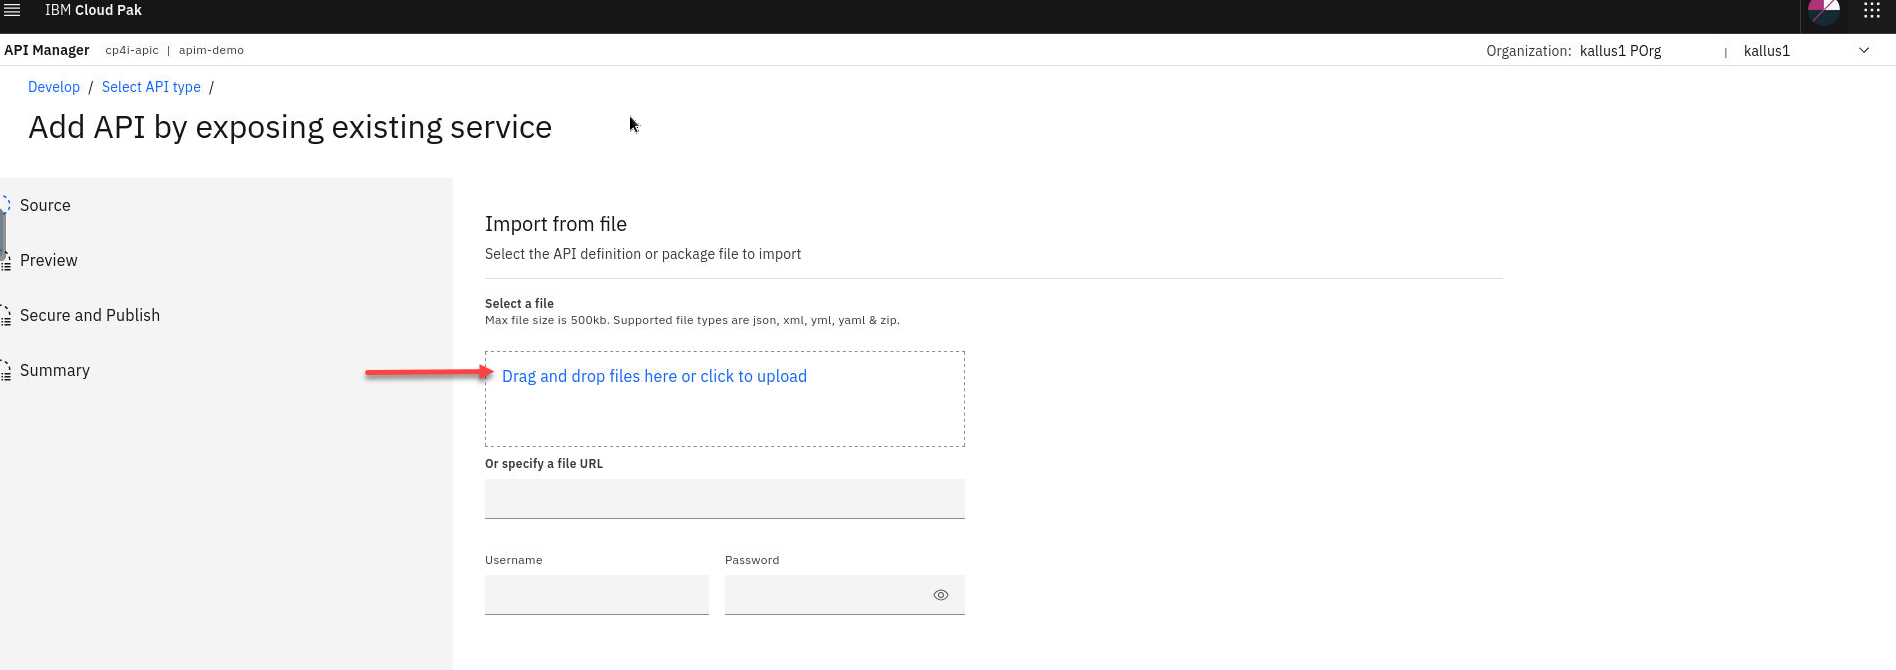 IBM Cloud Pak
API Manager cp4i-apic | apim-demo Organization: kallus1 POrg | kallus1
Develop / Select API type /
Add API by exposing existing service
Source
Preview
Secure and Publish
Summary
Import from file
Select the API definition or package file to import
Select a file
Max file size is 500kb. Supported file types are json, xml, yml, yaml & zip.
Drag and drop files here or click to upload
Or specify a file URL
Username Password